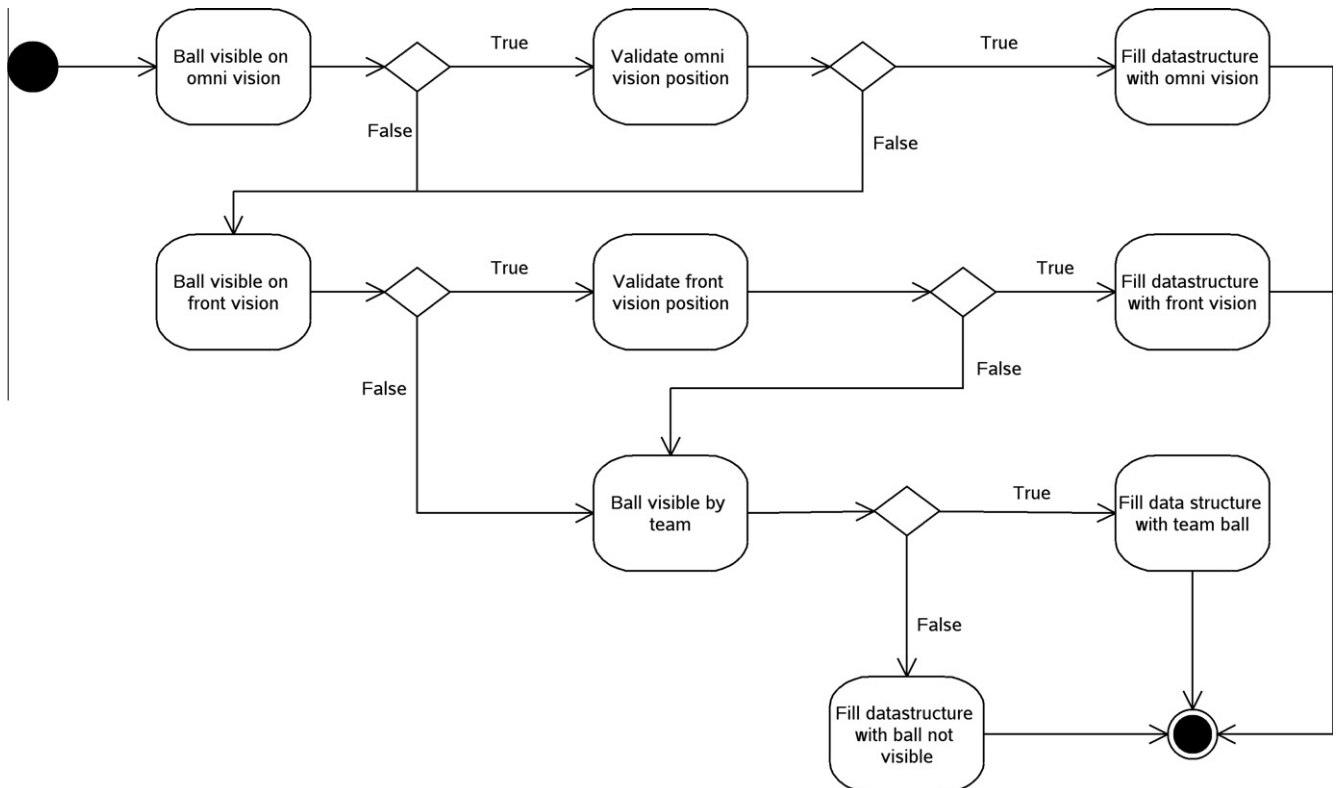 Ball visible on
omni vision
True
Validate omni
vision position
True
Fill datastructure
with omni vision
False
False
Ball visible on
front vision
True
Validate front
vision position
True
Fill datastructure
with front vision
False
False
Ball visible by
team
True
Fill data structure
with team ball
False
Fill datastructure
with ball not
visible